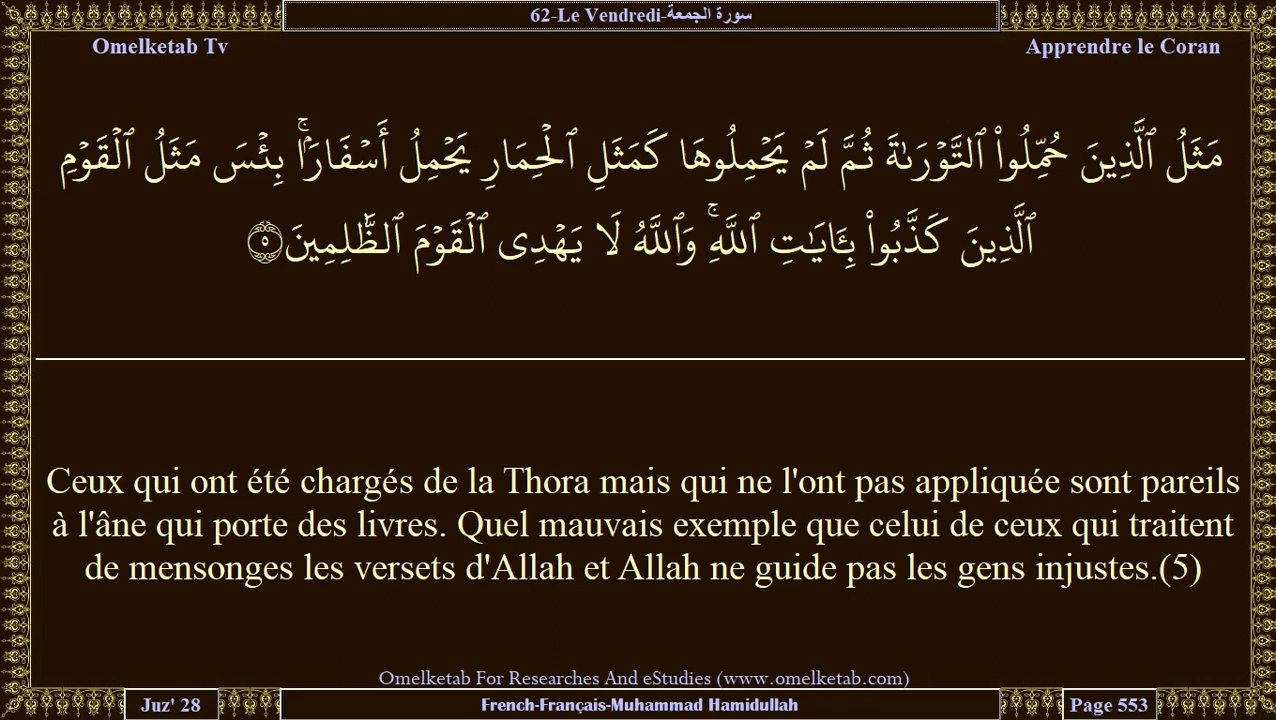 62-Le Vendredi-سورة الجمعة
Omelketab Tv
Apprendre le Coran
مَثَلُ ٱلَّذِينَ حُمِّلُوا۟ ٱلتَّوْرَىٰةَ ثُمَّ لَمْ يَحْمِلُوهَا كَمَثَلِ ٱلْحِمَارِ يَحْمِلُ أَسْفَارًۢا ۚ بِئْسَ مَثَلُ ٱلْقَوْمِ
ٱلَّذِينَ كَذَّبُوا۟ بِـَٔايَـٰتِ ٱللَّهِ ۚ وَٱللَّهُ لَا يَهْدِى ٱلْقَوْمَ ٱلظَّـٰلِمِينَ ٥
Ceux qui ont été chargés de la Thora mais qui ne l'ont pas appliquée sont pareils
à l'âne qui porte des livres. Quel mauvais exemple que celui de ceux qui traitent
de mensonges les versets d'Allah et Allah ne guide pas les gens injustes.(5)
Omelketab For Researches And eStudies (www.omelketab.com)
Juz' 28
French-Français-Muhammad Hamidullah
Page 553